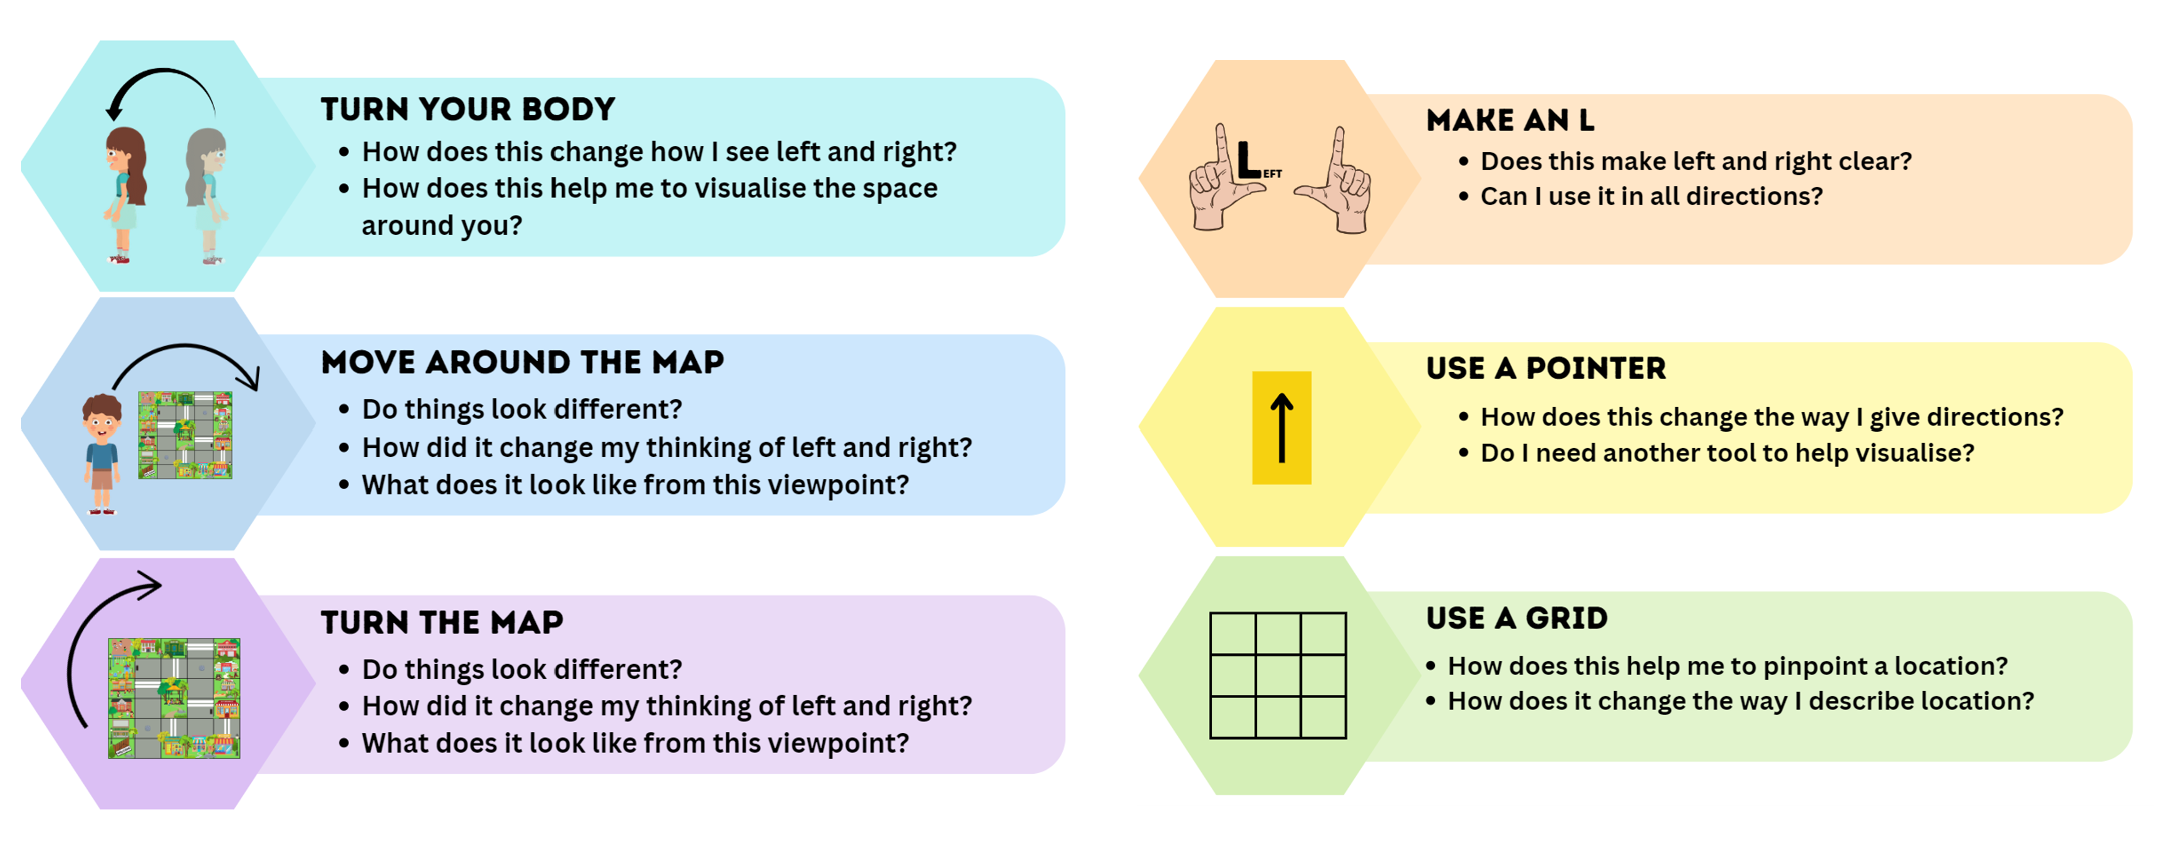 TURN YOUR BODY
• How does this change how I see left and right?
• How does this help me to visualise the space
around you?
MOVE AROUND THE MAP
• Do things look different?
• How did it change my thinking of left and right?
• What does it look like from this viewpoint?
TURN THE MAP
• Do things look different?
• How did it change my thinking of left and right?
• What does it look like from this viewpoint?
LEFT
MAKE AN L
• Does this make left and right clear?
• Can I use it in all directions?
USE A POINTER
• How does this change the way I give directions?
• Do I need another tool to help visualise?
USE A GRID
• How does this help me to pinpoint a location?
• How does it change the way I describe location?